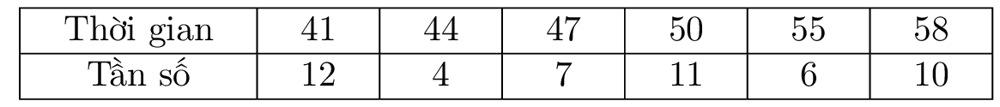 Thời gian 41 44 47 50 55 58
Tần số 12 4 7 11 6 10